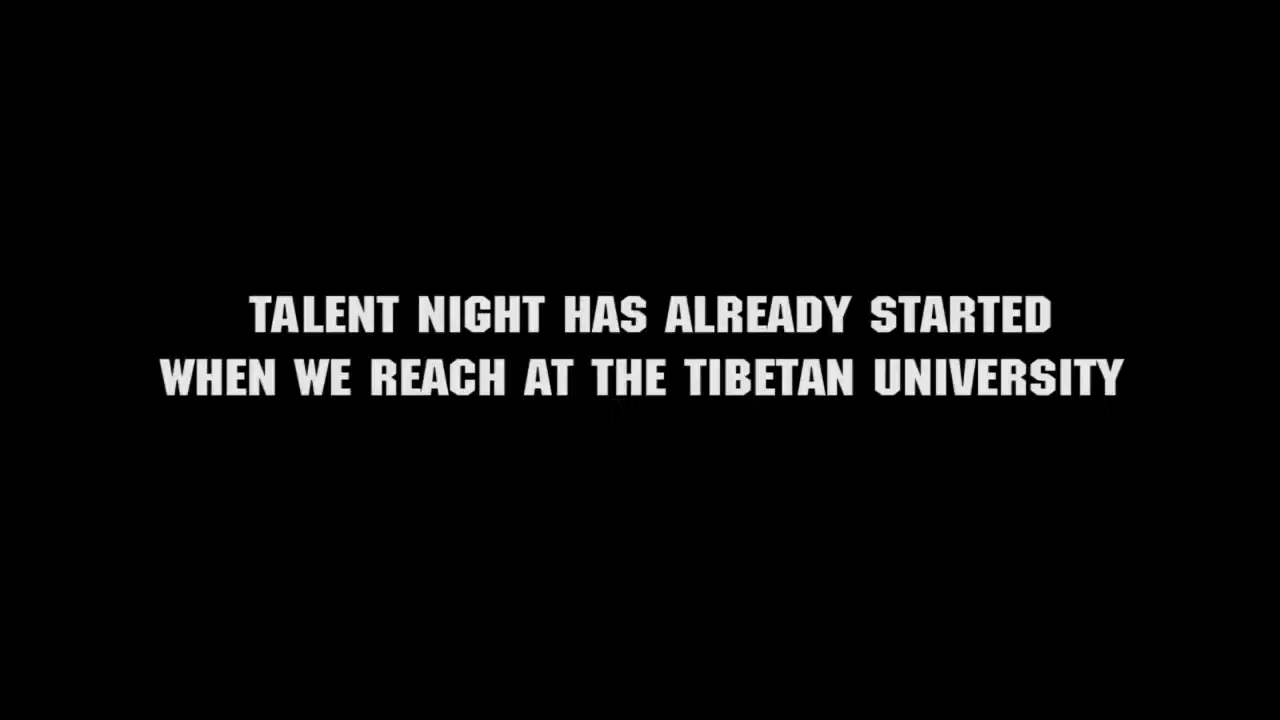 TALENT NIGHT HAS ALREADY STARTED
WHEN WE REACH AT THE TIBETAN UNIVERSITY